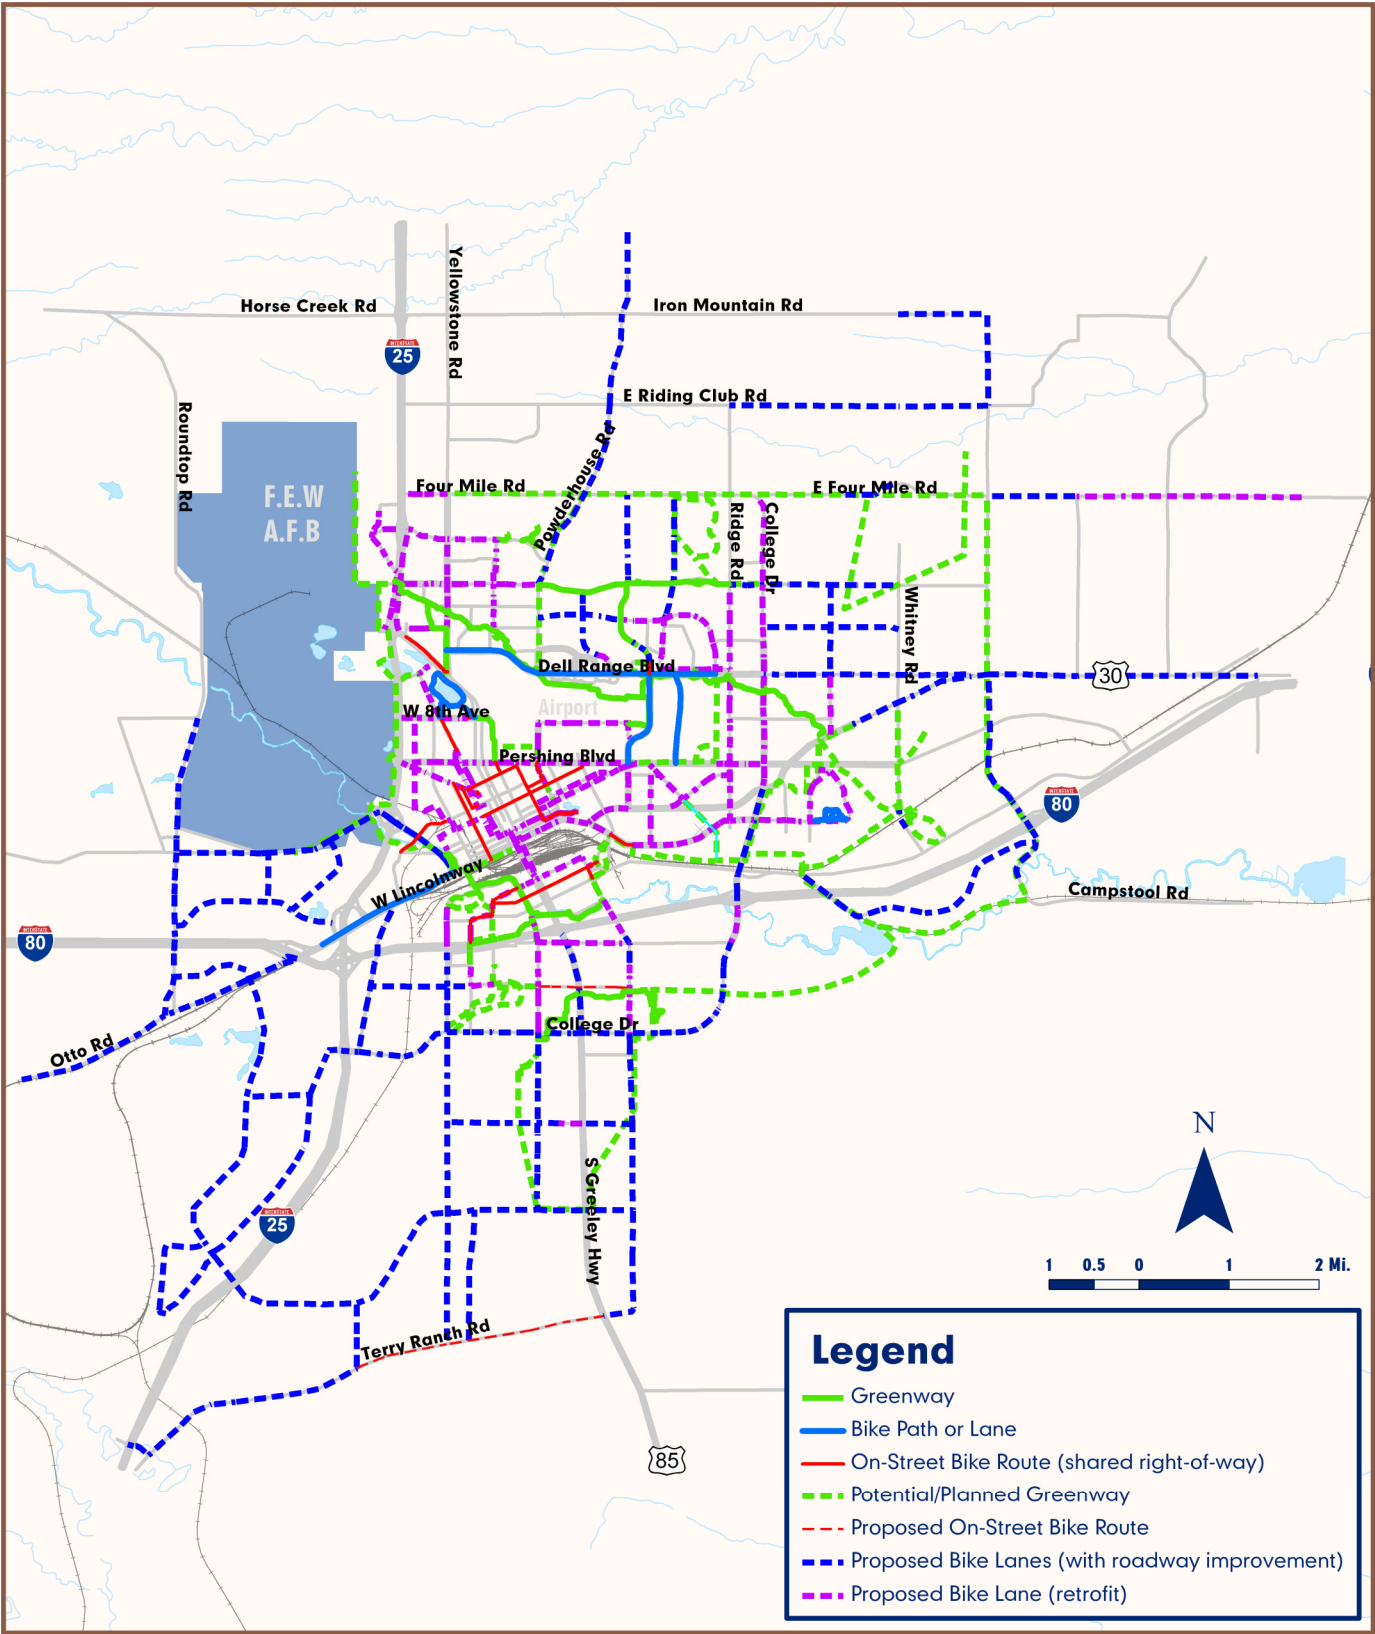 Horse Creek Rd
Iron Mountain Rd
Yellowstone Rd
INTERSTATE
25
E Riding Club Rd
Roundtop Rd
Powderhouse Rd
F.E.W
A.F.B
Four Mile Rd
E Four Mile Rd
Ridge Rd
College Dr
Whitney Rd
Dell Range Blvd
30
W 8th Ave
Airport
Pershing Blvd
INTERSTATE
80
W Lincolnway
Campstool Rd
INTERSTATE
80
College Dr
Otto Rd
N
S Greeley Hwy
INTERSTATE
25
1 0.5 0 1 2 Mi.
Terry Ranch Rd
85
Legend
Greenway
Bike Path or Lane
On-Street Bike Route (shared right-of-way)
Potential/Planned Greenway
Proposed On-Street Bike Route
Proposed Bike Lanes (with roadway improvement)
Proposed Bike Lane (retrofit)